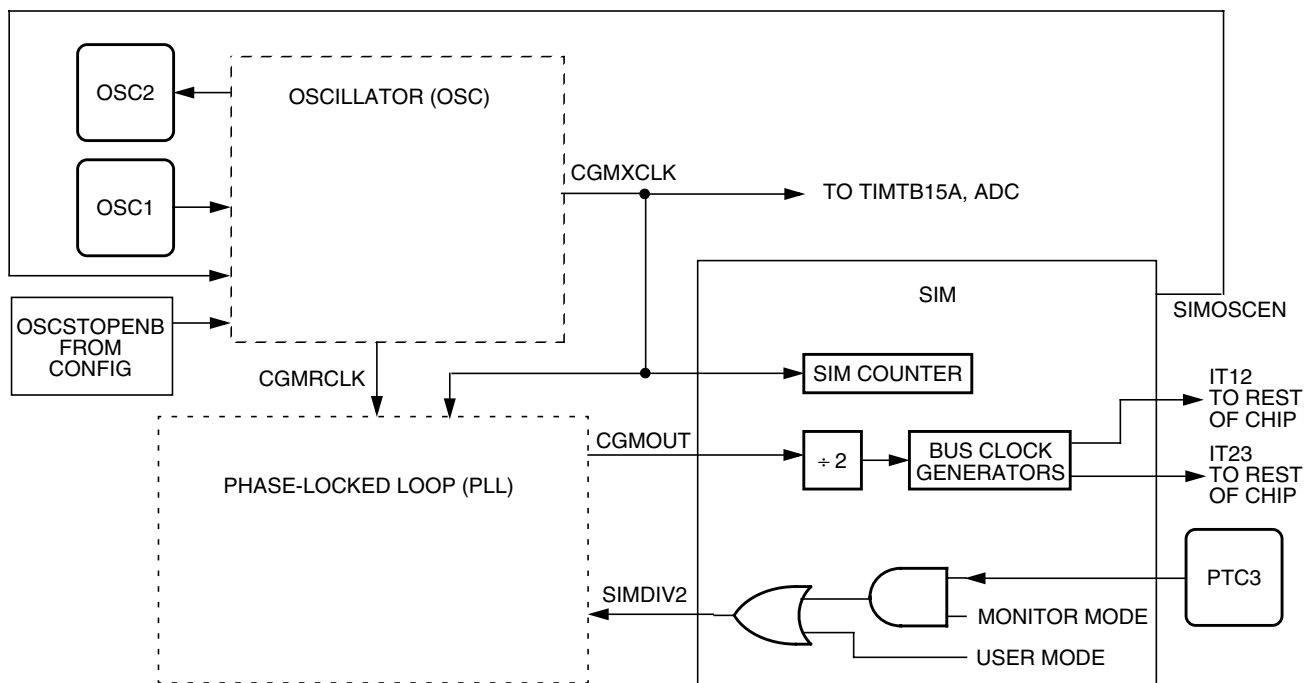 OSC2
OSCILLATOR (OSC)
CGMXCLK
OSC1
TO TIMTB15A, ADC
SIM
SIMOSCEN
OSCSTOPENB
FROM
CONFIG
CGMRCLK
SIM COUNTER
IT12
TO REST
OF CHIP
CGMOUT
÷ 2
BUS CLOCK
GENERATORS
IT23
TO REST
OF CHIP
PHASE-LOCKED LOOP (PLL)
SIMDIV2
PTC3
MONITOR MODE
USER MODE